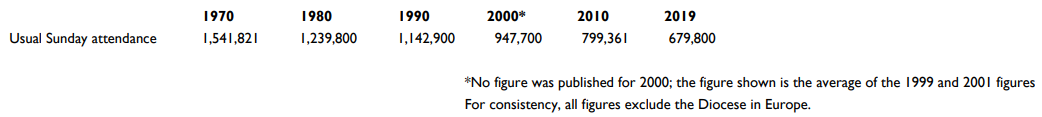 1970 1980 1990 2000* 2010 2019
Usual Sunday attendance 1,541,821 1,239,800 1,142,900 947,700 799,361 679,800
*No figure was published for 2000; the figure shown is the average of the 1999 and 2001 figures
For consistency, all figures exclude the Diocese in Europe.